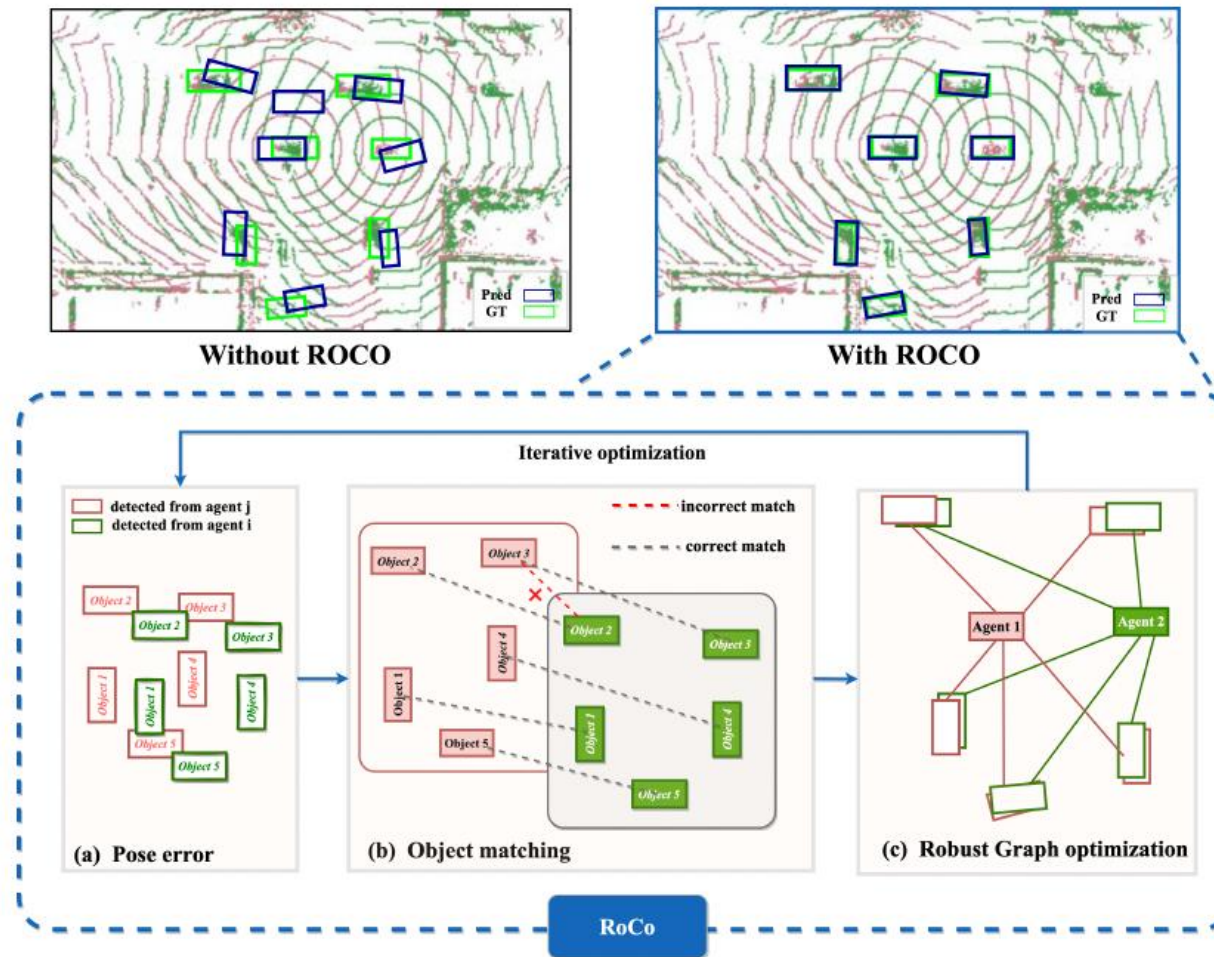 Pred
GT
Pred
GT
Without ROCO
With ROCO
Iterative optimization
detected from agent j
detected from agent i
Object 2
Object 3
Object 2
Object 3
Object 1
Object 4
Object 1
Object 4
Object 5
Object 5
(a) Pose error
incorrect match
correct match
Object 2
Object 3
Object 2
Object 3
Object 4
Object 1
Object 1
Object 4
Object 5
Object 5
(b) Object matching
Agent 1
Agent 2
(c) Robust Graph optimization
RoCo